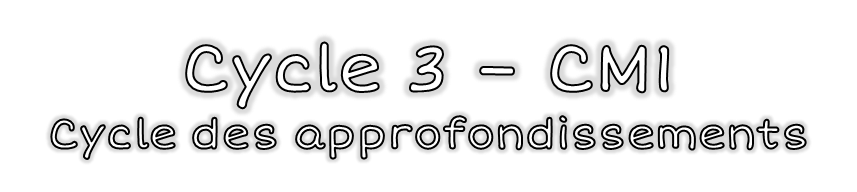 Cycle 3 – CM1
Cycle des approfondissements